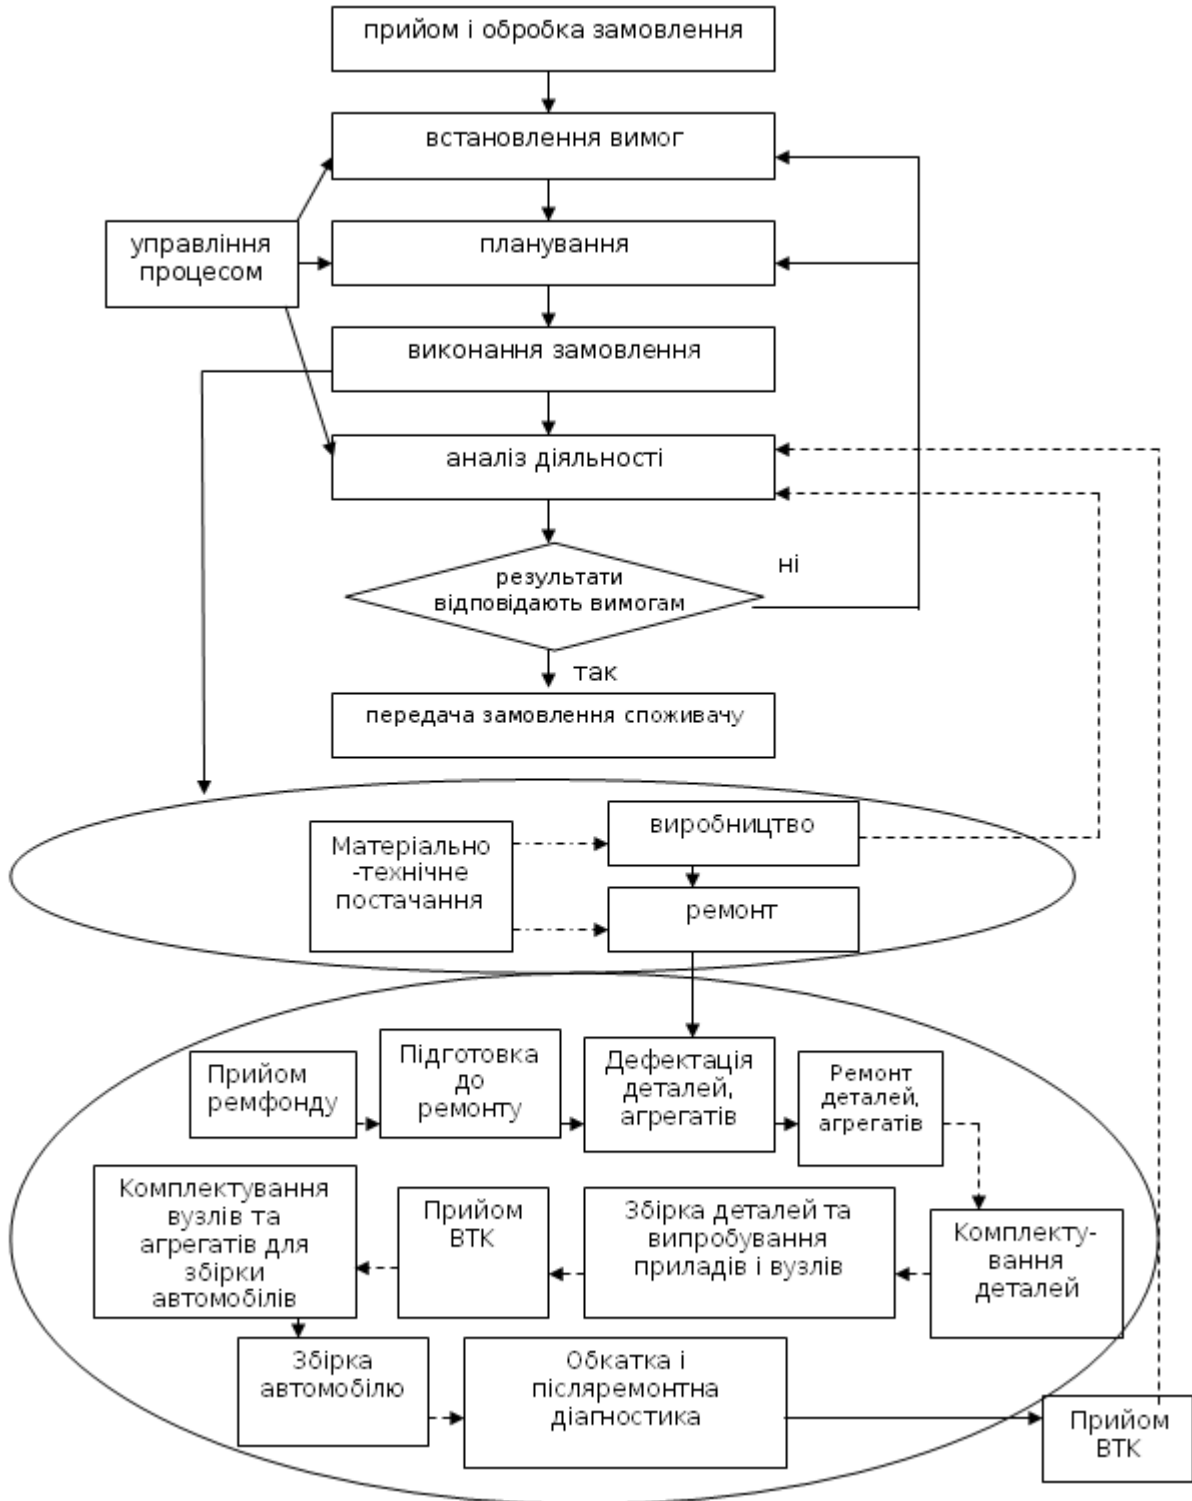 прийом і обробка замовлення
встановлення вимог
управління
процесом
планування
виконання замовлення
аналіз діяльності
результати
відповідають вимогам
ні
так
передача замовлення споживачу
Матеріально
-технічне
постачання
виробництво
ремонт
Прийом
ремфонду
Підготовка
до
ремонту
Дефектація
деталей,
агрегатів
Ремонт
деталей,
агрегатів
Комплектування
вузлів та
агрегатів для
збірки
автомобілів
Прийом
ВТК
Збірка деталей та
випробування
приладів і вузлів
Комплекту-
вання
деталей
Збірка
автомобілю
Обкатка і
післяремонтна
діагностика
Прийом
ВТК